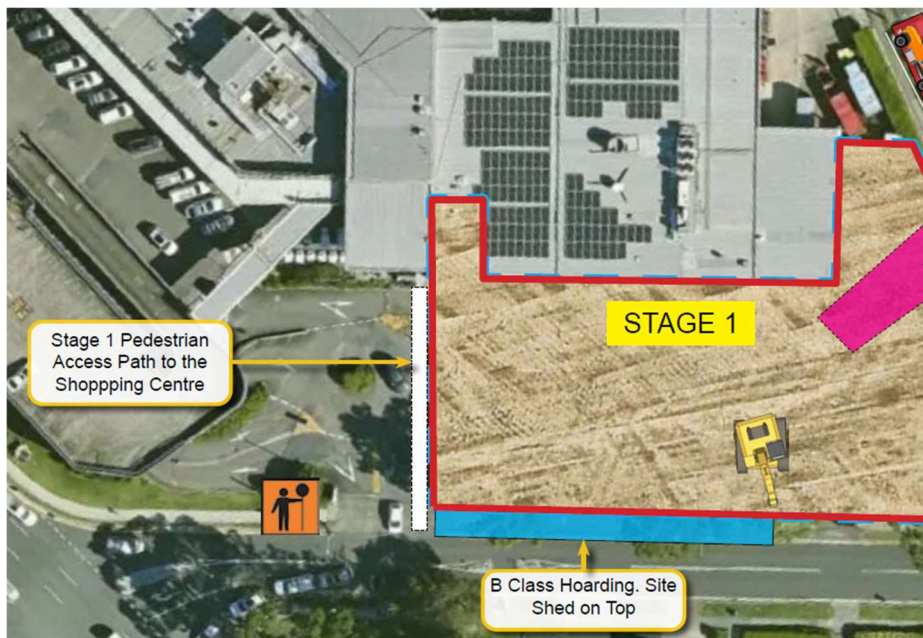 STAGE 1
Stage 1 Pedestrian
Access Path to the
Shoppping Centre
B Class Hoarding. Site
Shed on Top